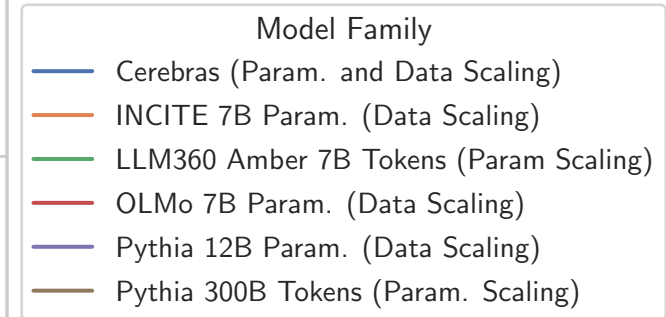 Model Family
Cerebras (Param. and Data Scaling)
INCITE 7B Param. (Data Scaling)
LLM360 Amber 7B Tokens (Param Scaling)
OLMo 7B Param. (Data Scaling)
Pythia 12B Param. (Data Scaling)
Pythia 300B Tokens (Param. Scaling)